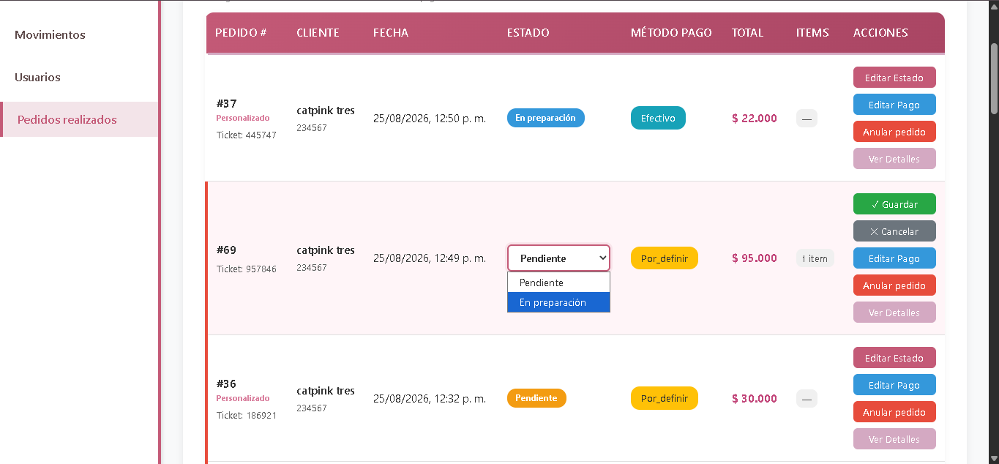 Movimientos
Usuarios
Pedidos realizados
PEDIDO # CLIENTE FECHA ESTADO MÉTODO PAGO TOTAL ITEMS ACCIONES
#37
Personalizado
Ticket: 445747
catpink tres
234567
25/08/2026, 12:50 p. m.
En preparación
Efectivo
$ 22.000
—
Editar Estado
Editar Pago
Anular pedido
Ver Detalles
#69
Ticket: 957846
catpink tres
234567
25/08/2026, 12:49 p. m.
Pendiente
Pendiente
En preparación
Por_definir
$ 95.000
1 item
✓ Guardar
✕ Cancelar
Editar Pago
Anular pedido
Ver Detalles
#36
Personalizado
Ticket: 186921
catpink tres
234567
25/08/2026, 12:32 p. m.
Pendiente
Por_definir
$ 30.000
—
Editar Estado
Editar Pago
Anular pedido
Ver Detalles